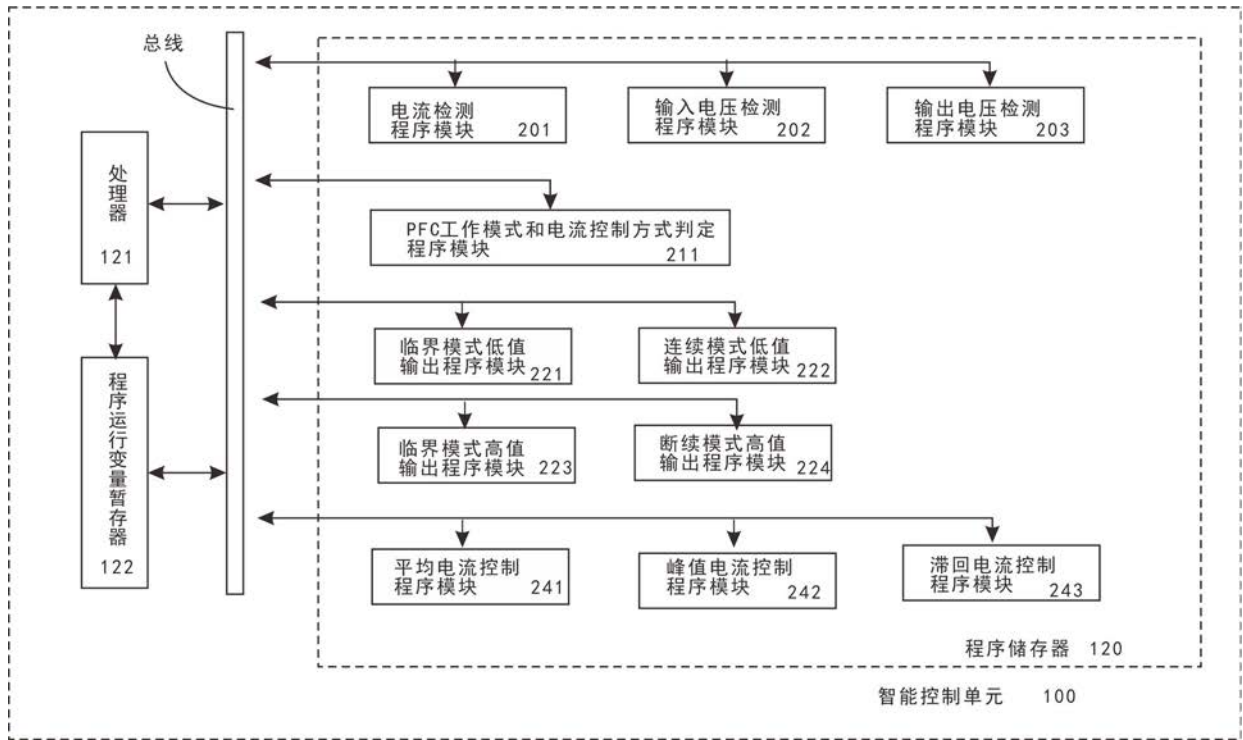 总线
电流检测
程序模块 201
输入电压检测
程序模块 202
输出电压检测
程序模块 203
处理器
121
PFC工作模式和电流控制方式判定
程序模块 211
临界模式低值
输出程序模块 221
连续模式低值
输出程序模块 222
程序运行变量暂存器
122
临界模式高值
输出程序模块 223
断续模式高值
输出程序模块 224
平均电流控制
程序模块 241
峰值电流控制
程序模块 242
滞回电流控制
程序模块 243
程序储存器 120
智能控制单元 100